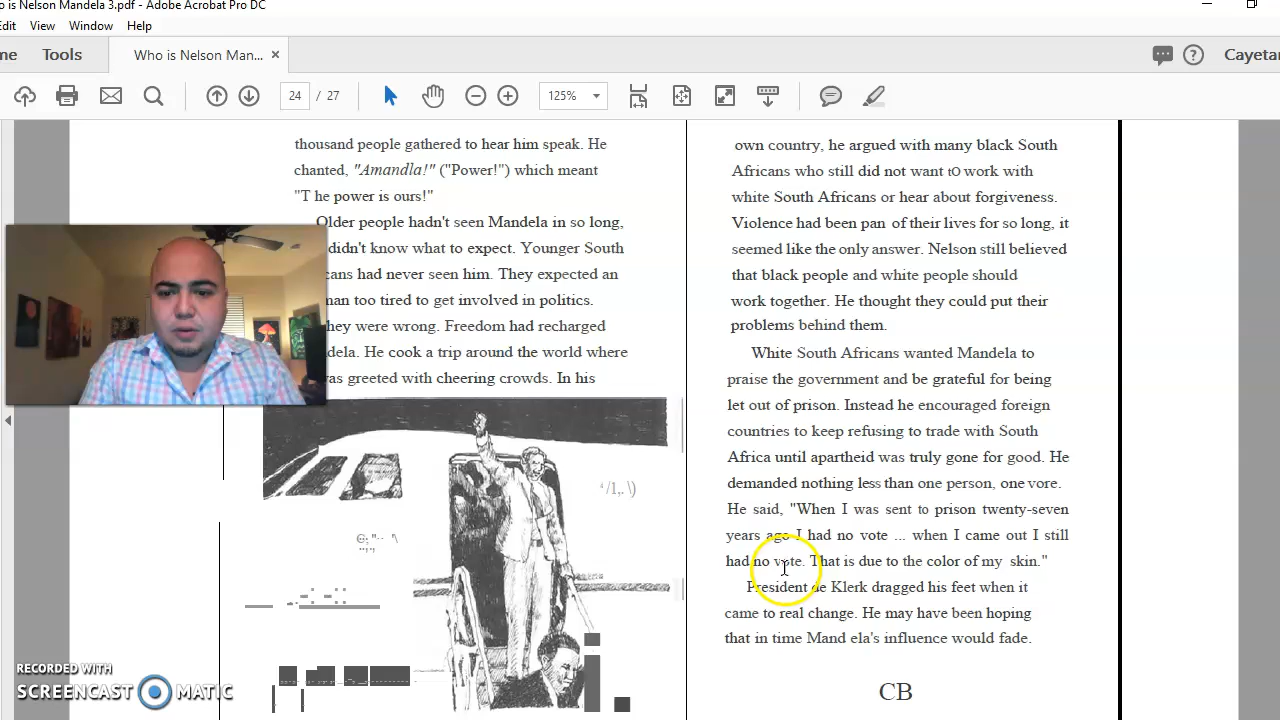 o is Nelson Mandela 3.pdf - Adobe Acrobat Pro DC
Edit View Window Help
me Tools Who is Nelson Man... × Cayetan
24 / 27 125%
thousand people gathered to hear him speak. He
chanted, "Amandla!" ("Power!") which meant
"T he power is ours!"
Older people hadn't seen Mandela in so long,
didn't know what to expect. Younger South
icans had never seen him. They expected an
man too tired to get involved in politics.
hey were wrong. Freedom had recharged
ndela. He cook a trip around the world where
was greeted with cheering crowds. In his
own country, he argued with many black South
Africans who still did not want tO work with
white South Africans or hear about forgiveness.
Violence had been pan of their lives for so long, it
seemed like the only answer. Nelson still believed
that black people and white people should
work together. He thought they could put their
problems behind them.
White South Africans wanted Mandela to
praise the government and be grateful for being
let out of prison. Instead he encouraged foreign
countries to keep refusing to trade with South
Africa until apartheid was truly gone for good. He
demanded nothing less than one person, one vore.
He said, "When I was sent to prison twenty-seven
years ago I had no vote ... when I came out I still
had no vote. That is due to the color of my skin."
President de Klerk dragged his feet when it
came to real change. He may have been hoping
that in time Mand ela's influence would fade.
CB
RECORDED WITH
SCREENCAST MATIC